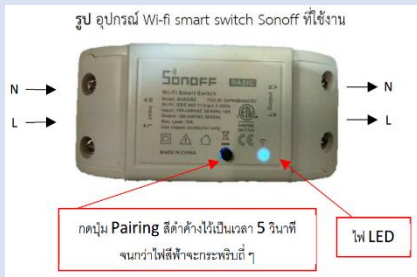 รูป อุปกรณ์ Wi-fi smart switch Sonoff ที่ใช้งาน
SONOFF BASIC
Wi-Fi Smart Switch
MADE IN CHINA
N
L
N
L
กดปุ่ม Pairing สีดำค้างไว้เป็นเวลา 5 วินาที
จนกว่าไฟสีฟ้าจะกระพริบถี่ ๆ
ไฟ LED